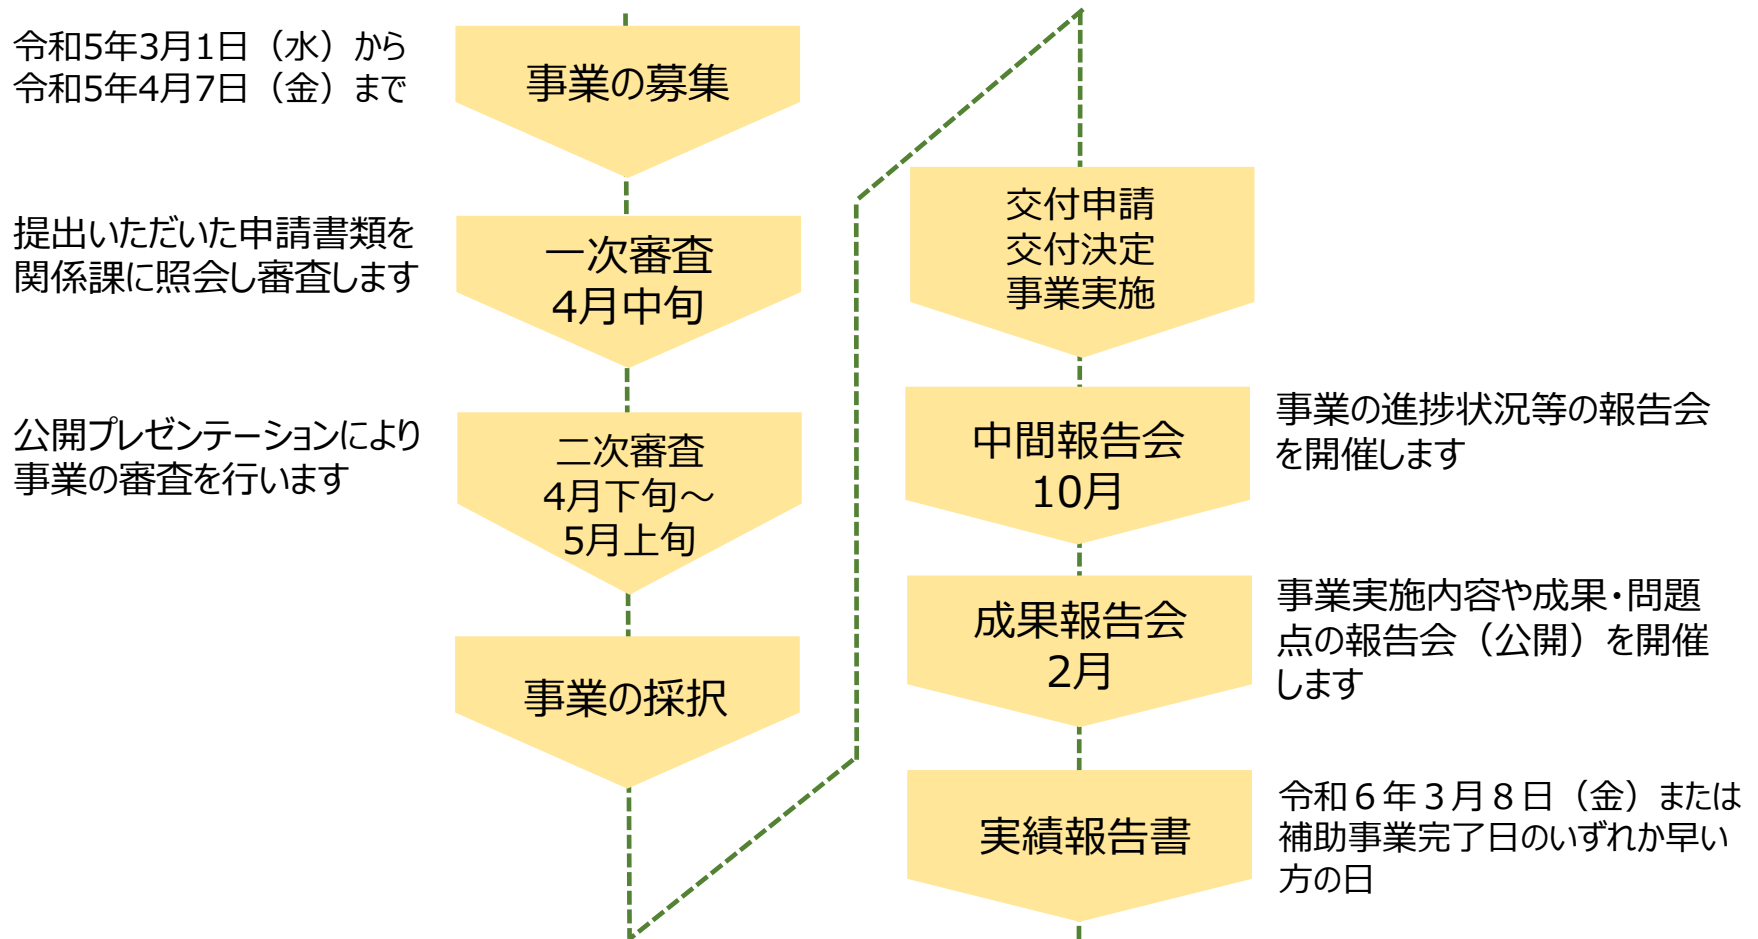 令和5年3月1日（水）から
令和5年4月7日（金）まで
事業の募集
提出いただいた申請書類を
関係課に照会し審査します
一次審査
4月中旬
公開プレゼンテーションにより
事業の審査を行います
二次審査
4月下旬～
5月上旬
事業の採択
交付申請
交付決定
事業実施
中間報告会
10月
事業の進捗状況等の報告会
を開催します
成果報告会
2月
事業実施内容や成果・問題
点の報告会（公開）を開催
します
実績報告書
令和６年３月８日（金）または
補助事業完了日のいずれか早い
方の日